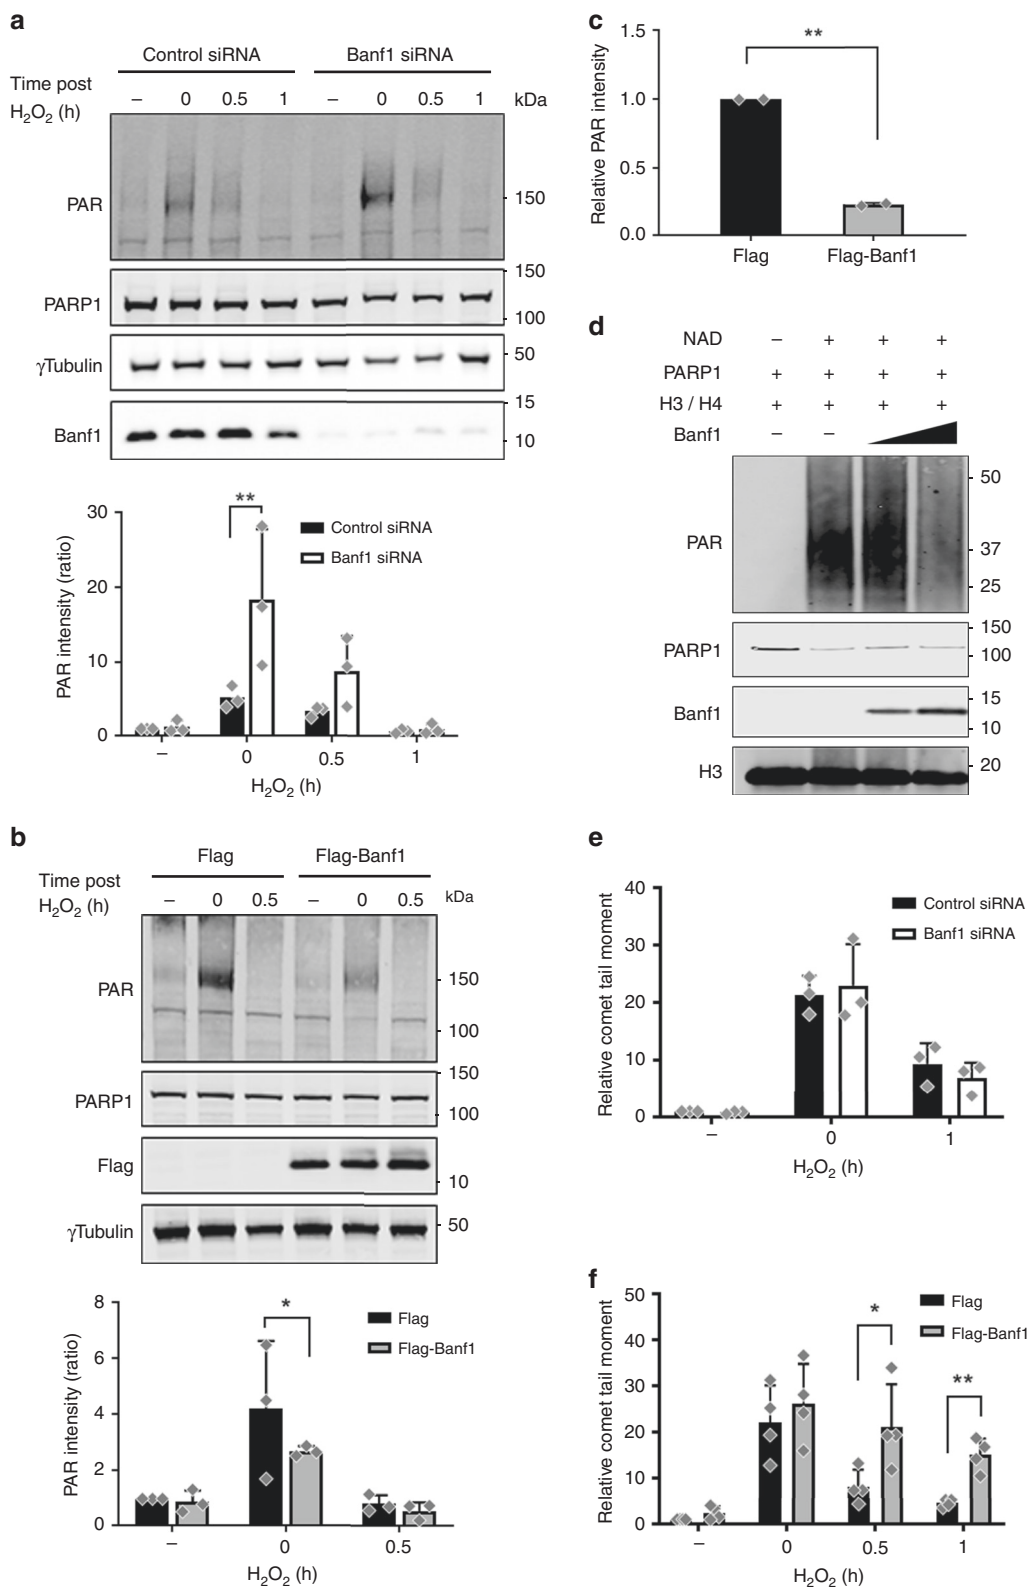 a
Control siRNA Banf1 siRNA
Time post
H2O2 (h)
– 0 0.5 1 – 0 0.5 1 kDa
PAR
150
PARP1
150
100
γTubulin
50
Banf1
15
10
PAR intensity (ratio)
30
20
10
0
**
Control siRNA
Banf1 siRNA
– 0 0.5 1
H2O2 (h)
b
Flag Flag-Banf1
Time post
H2O2 (h)
– 0 0.5 – 0 0.5 kDa
PAR
150
100
PARP1
150
100
Flag
10
γTubulin
50
PAR intensity (ratio)
8
6
4
2
0
*
Flag
Flag-Banf1
– 0 0.5
H2O2 (h)
c
Relative PAR intensity
1.5
1.0
0.5
0.0
**
Flag Flag-Banf1
d
NAD – + + +
PARP1 + + + +
H3 / H4 + + + +
Banf1 – –
PAR
50
37
25
PARP1
150
100
Banf1
15
10
H3
20
e
Relative comet tail moment
40
30
20
10
0
Control siRNA
Banf1 siRNA
– 0 1
H2O2 (h)
f
Relative comet tail moment
50
40
30
20
10
0
*
**
Flag
Flag-Banf1
– 0 0.5 1
H2O2 (h)